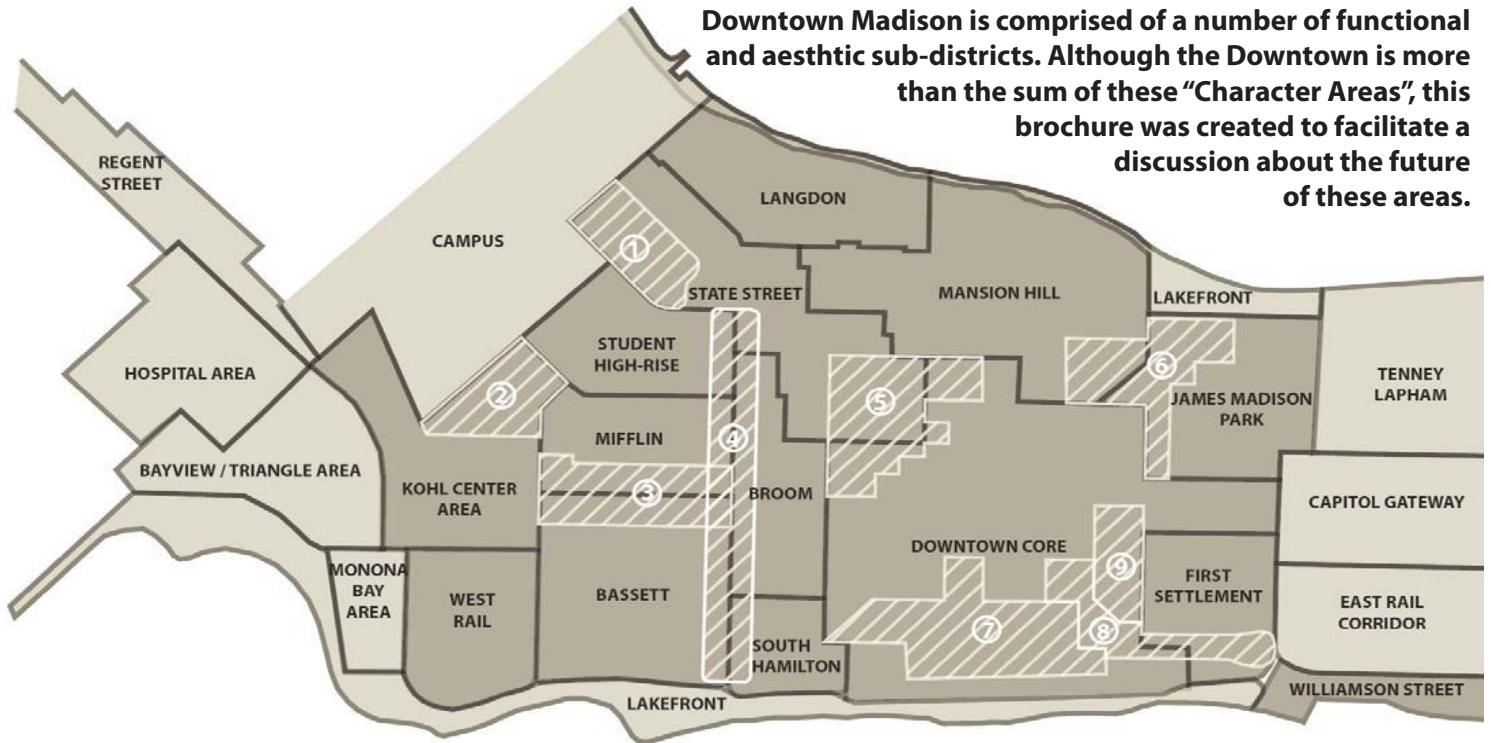 Downtown Madison is comprised of a number of functional
and aesthtic sub-districts. Although the Downtown is more
than the sum of these “Character Areas”, this
brochure was created to facilitate a
discussion about the future
of these areas.
REGENT
STREET
CAMPUS
LANGDON
1
STATE STREET
MANSION HILL
LAKEFRONT
HOSPITAL AREA
STUDENT
HIGH-RISE
2
5
6
TENNEY
LAPHAM
JAMES MADISON
PARK
MIFFLIN
4
BAYVIEW / TRIANGLE AREA
KOHL CENTER
AREA
3
BROOM
CAPITOL GATEWAY
DOWNTOWN CORE
9
MONONA
BAY
AREA
WEST
RAIL
BASSETT
FIRST
SETTLEMENT
EAST RAIL
CORRIDOR
7
8
SOUTH
HAMILTON
LAKEFRONT
WILLIAMSON STREET